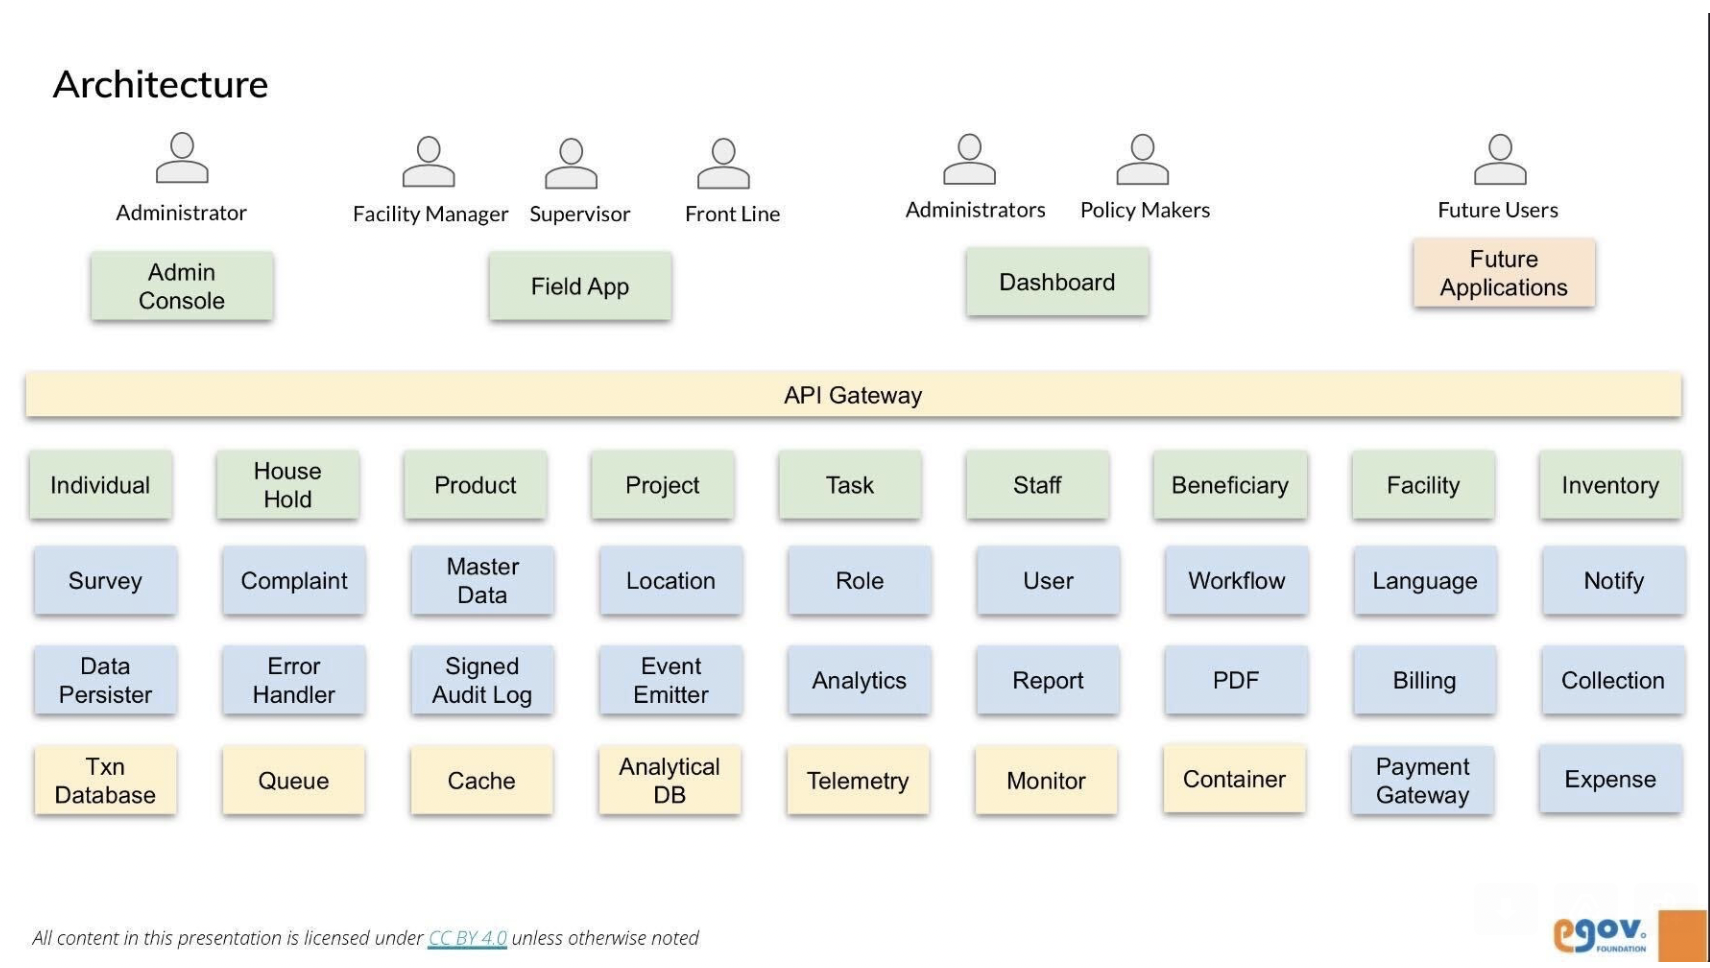 Architecture
Administrator
Facility Manager
Supervisor
Front Line
Administrators
Policy Makers
Future Users
Admin
Console
Field App
Dashboard
Future
Applications
API Gateway
Individual
House
Hold
Product
Project
Task
Staff
Beneficiary
Facility
Inventory
Survey
Complaint
Master
Data
Location
Role
User
Workflow
Language
Notify
Data
Persister
Error
Handler
Signed
Audit Log
Event
Emitter
Analytics
Report
PDF
Billing
Collection
Txn
Database
Queue
Cache
Analytical
DB
Telemetry
Monitor
Container
Payment
Gateway
Expense
All content in this presentation is licensed under CC BY 4.0 unless otherwise noted
egov.
FOUNDATION